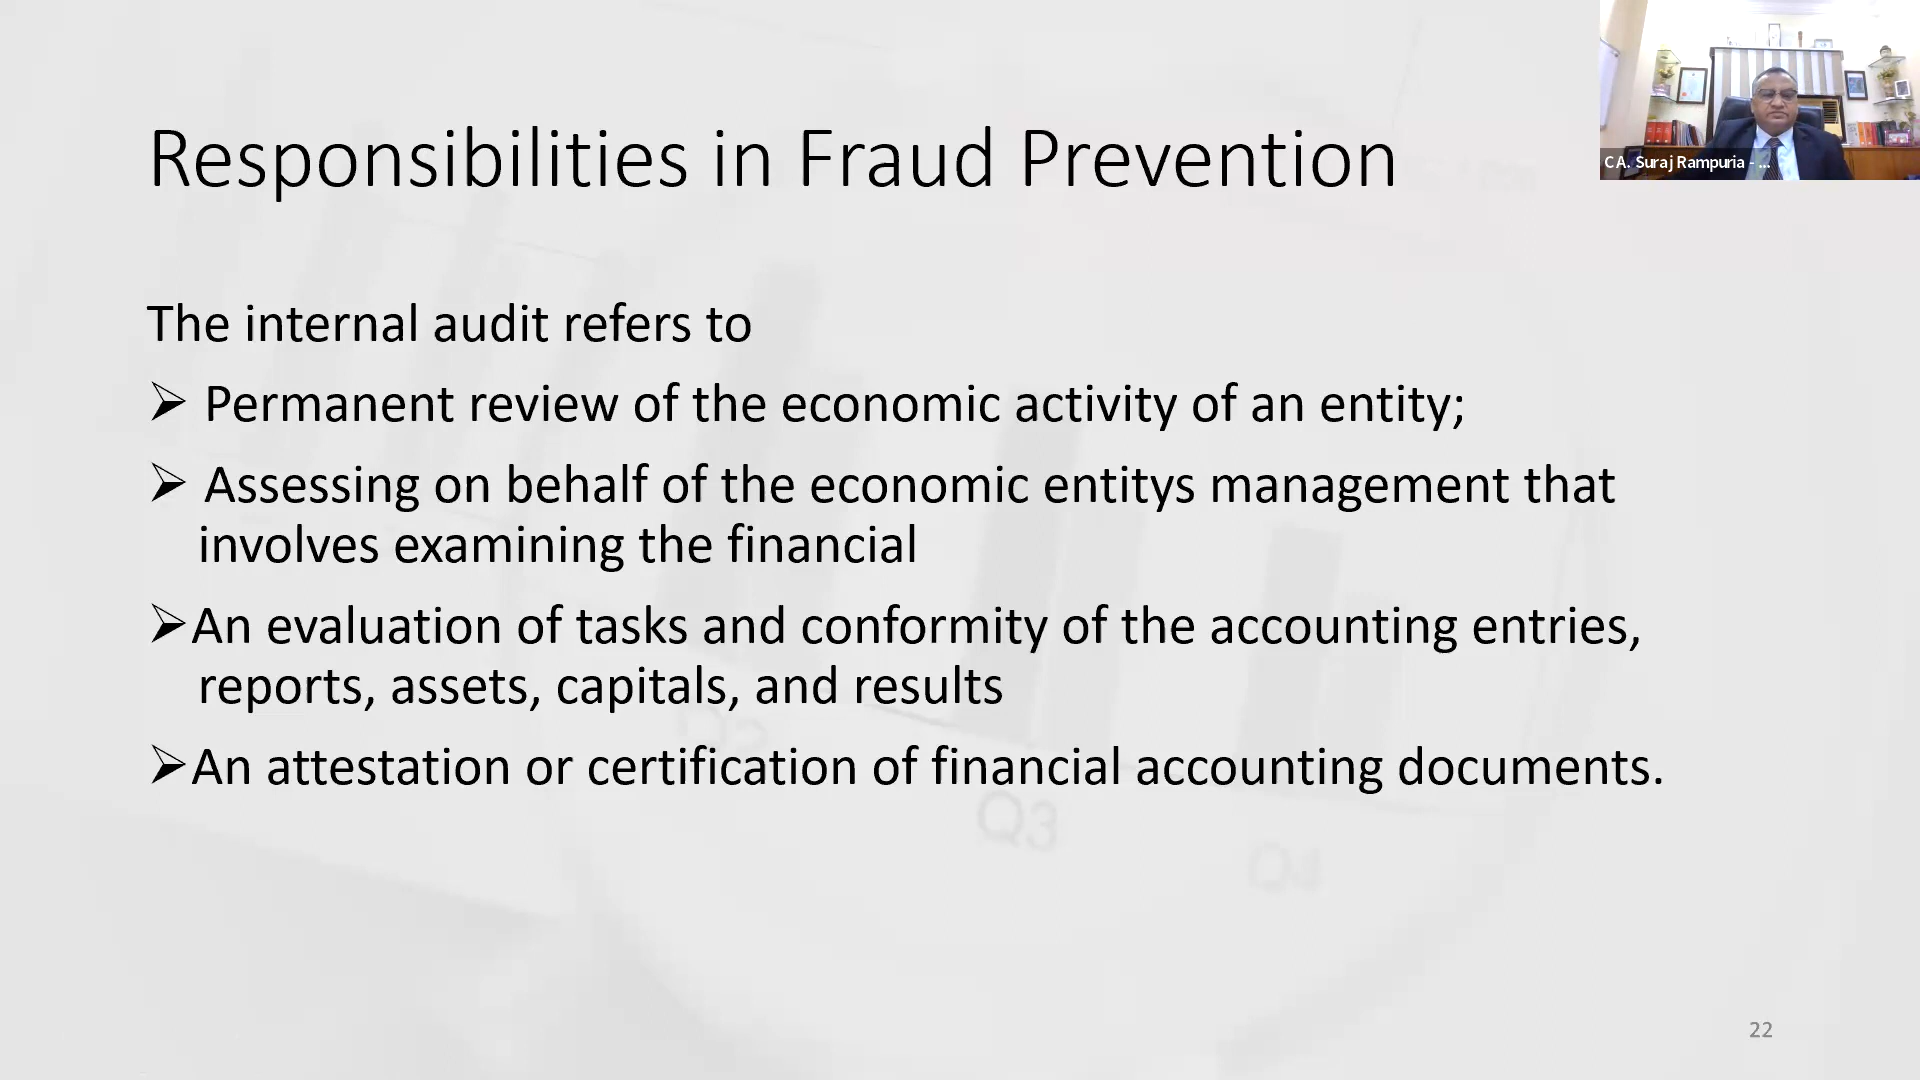 Responsibilities in Fraud Prevention
C A. Suraj Rampuria - ...
The internal audit refers to
➢ Permanent review of the economic activity of an entity;
➢ Assessing on behalf of the economic entitys management that
involves examining the financial
➢An evaluation of tasks and conformity of the accounting entries,
reports, assets, capitals, and results
➢An attestation or certification of financial accounting documents.
Q2
Q3
Q4
22